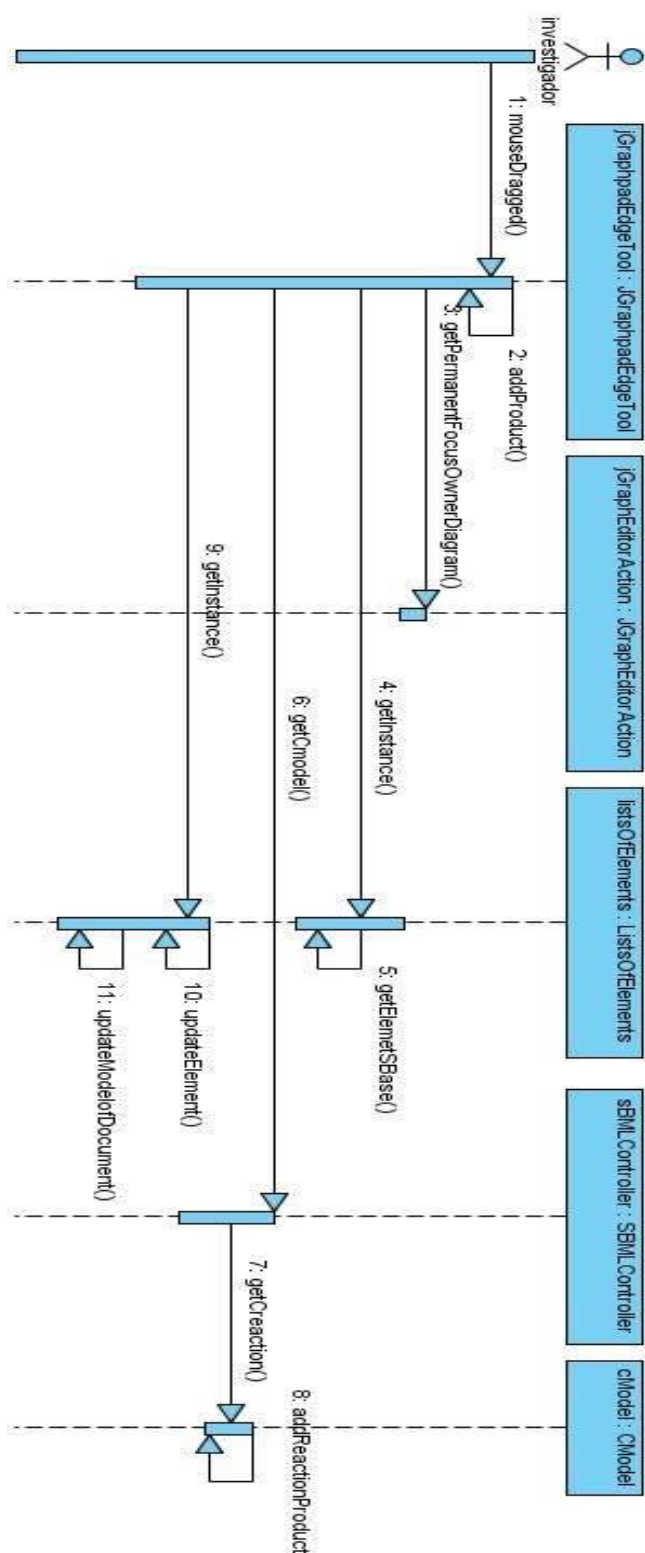 investigador
jGraphpadEdgeTool : JGraphpadEdgeTool
jGraphEditorAction : JGraphEditorAction
listsOfElements : ListsOfElements
sBMLController : SBMLController
cModel : CModel
1: mouseDragged()
2: addProduct()
3: getPermanentFocusOwnerDiagram()
4: getInstance()
5: getElemetSBase()
6: getCmodel()
7: getCreaction()
8: addReactionProduct
9: getInstance()
10: updateElement()
11: updateModelofDocument()